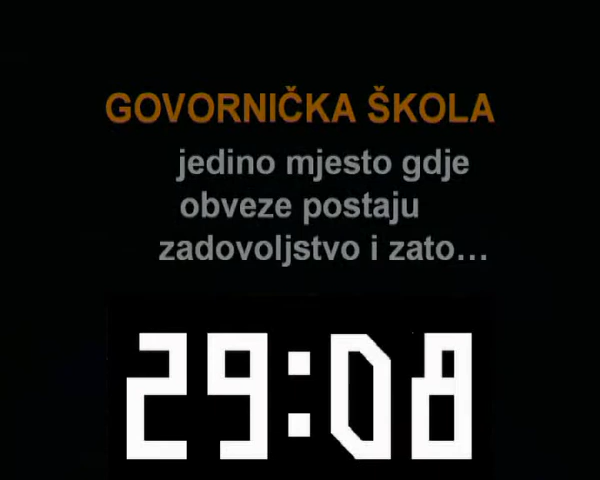 GOVORNIČKA ŠKOLA
jedino mjesto gdje
obveze postaju
zadovoljstvo i zato...
29:08